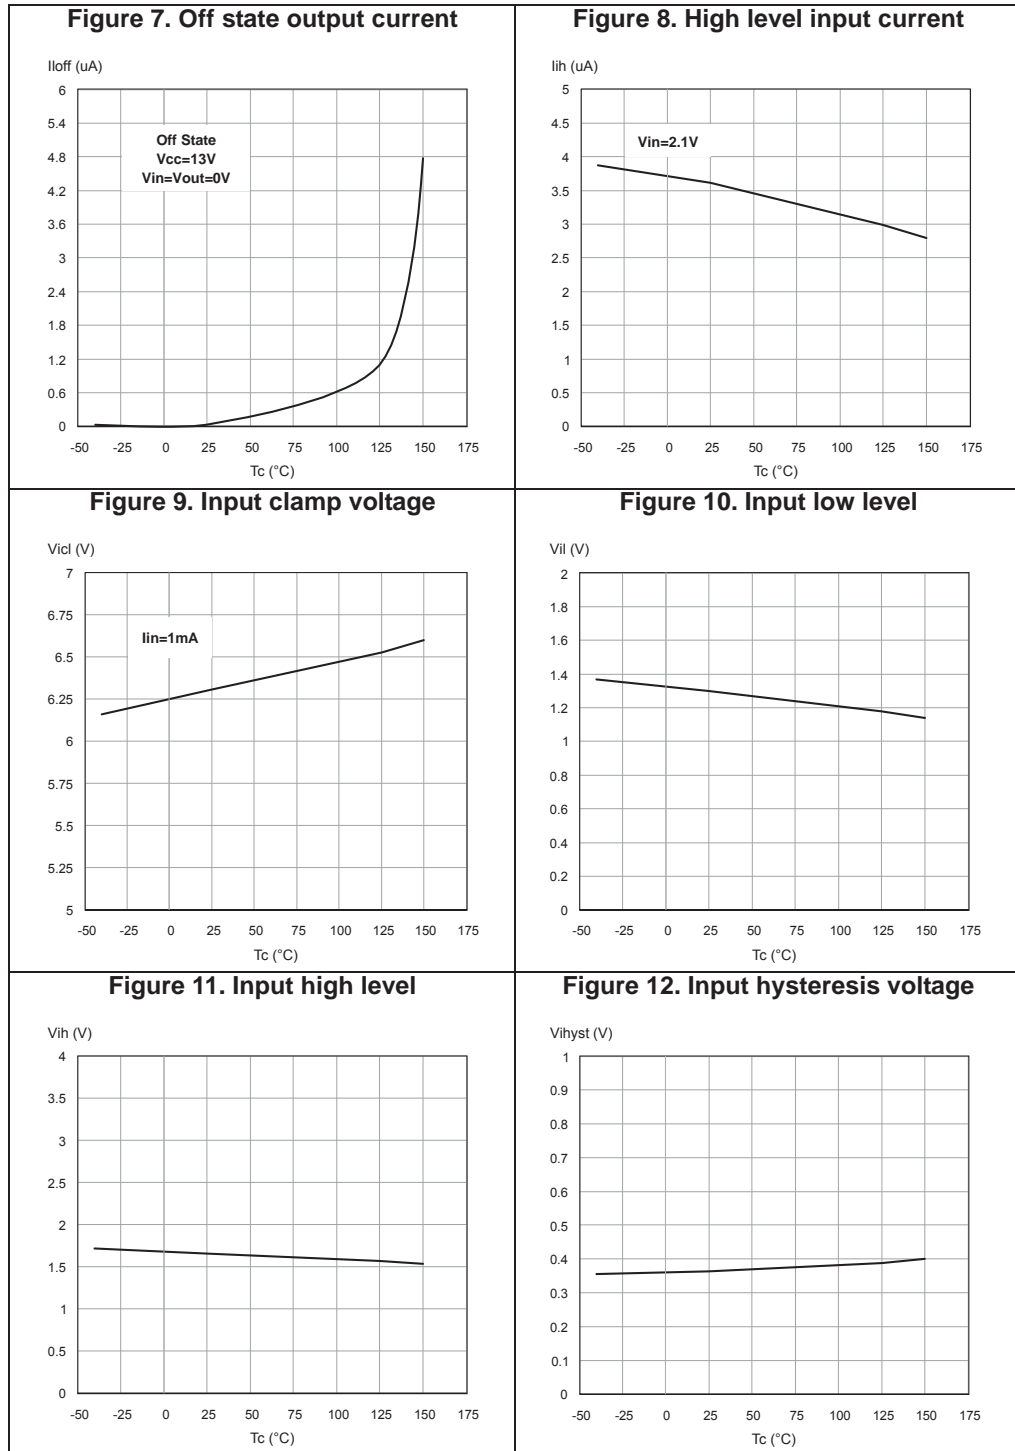 Figure 7. Off state output current
Iloff (uA)
6
5.4
4.8
4.2
3.6
3
2.4
1.8
1.2
0.6
0
Off State
Vcc=13V
Vin=Vout=0V
-50 -25 0 25 50 75 100 125 150 175
Tc (°C)
Figure 8. High level input current
Iih (uA)
5
4.5
4
3.5
3
2.5
2
1.5
1
0.5
0
Vin=2.1V
-50 -25 0 25 50 75 100 125 150 175
Tc (°C)
Figure 9. Input clamp voltage
Vicl (V)
7
6.75
6.5
6.25
6
5.75
5.5
5.25
5
Iin=1mA
-50 -25 0 25 50 75 100 125 150 175
Tc (°C)
Figure 10. Input low level
Vil (V)
2
1.8
1.6
1.4
1.2
1
0.8
0.6
0.4
0.2
0
-50 -25 0 25 50 75 100 125 150 175
Tc (°C)
Figure 11. Input high level
Vih (V)
4
3.5
3
2.5
2
1.5
1
0.5
0
-50 -25 0 25 50 75 100 125 150 175
Tc (°C)
Figure 12. Input hysteresis voltage
Vihyst (V)
1
0.9
0.8
0.7
0.6
0.5
0.4
0.3
0.2
0.1
0
-50 -25 0 25 50 75 100 125 150 175
Tc (°C)